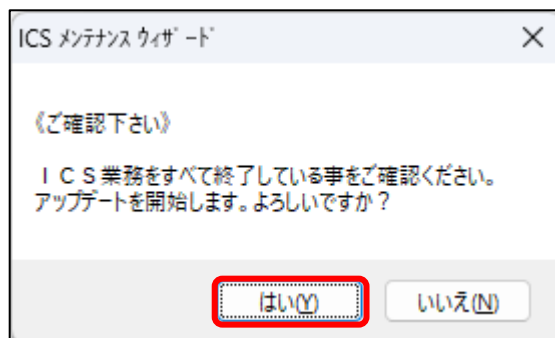 ICS ﾒﾝﾃﾅﾝｽ ｳｨｻﾞｰﾄﾞ
《ご確認下さい》
ＩＣＳ業務をすべて終了している事をご確認ください。
アップデートを開始します。よろしいですか？
はい(Y) いいえ(N)